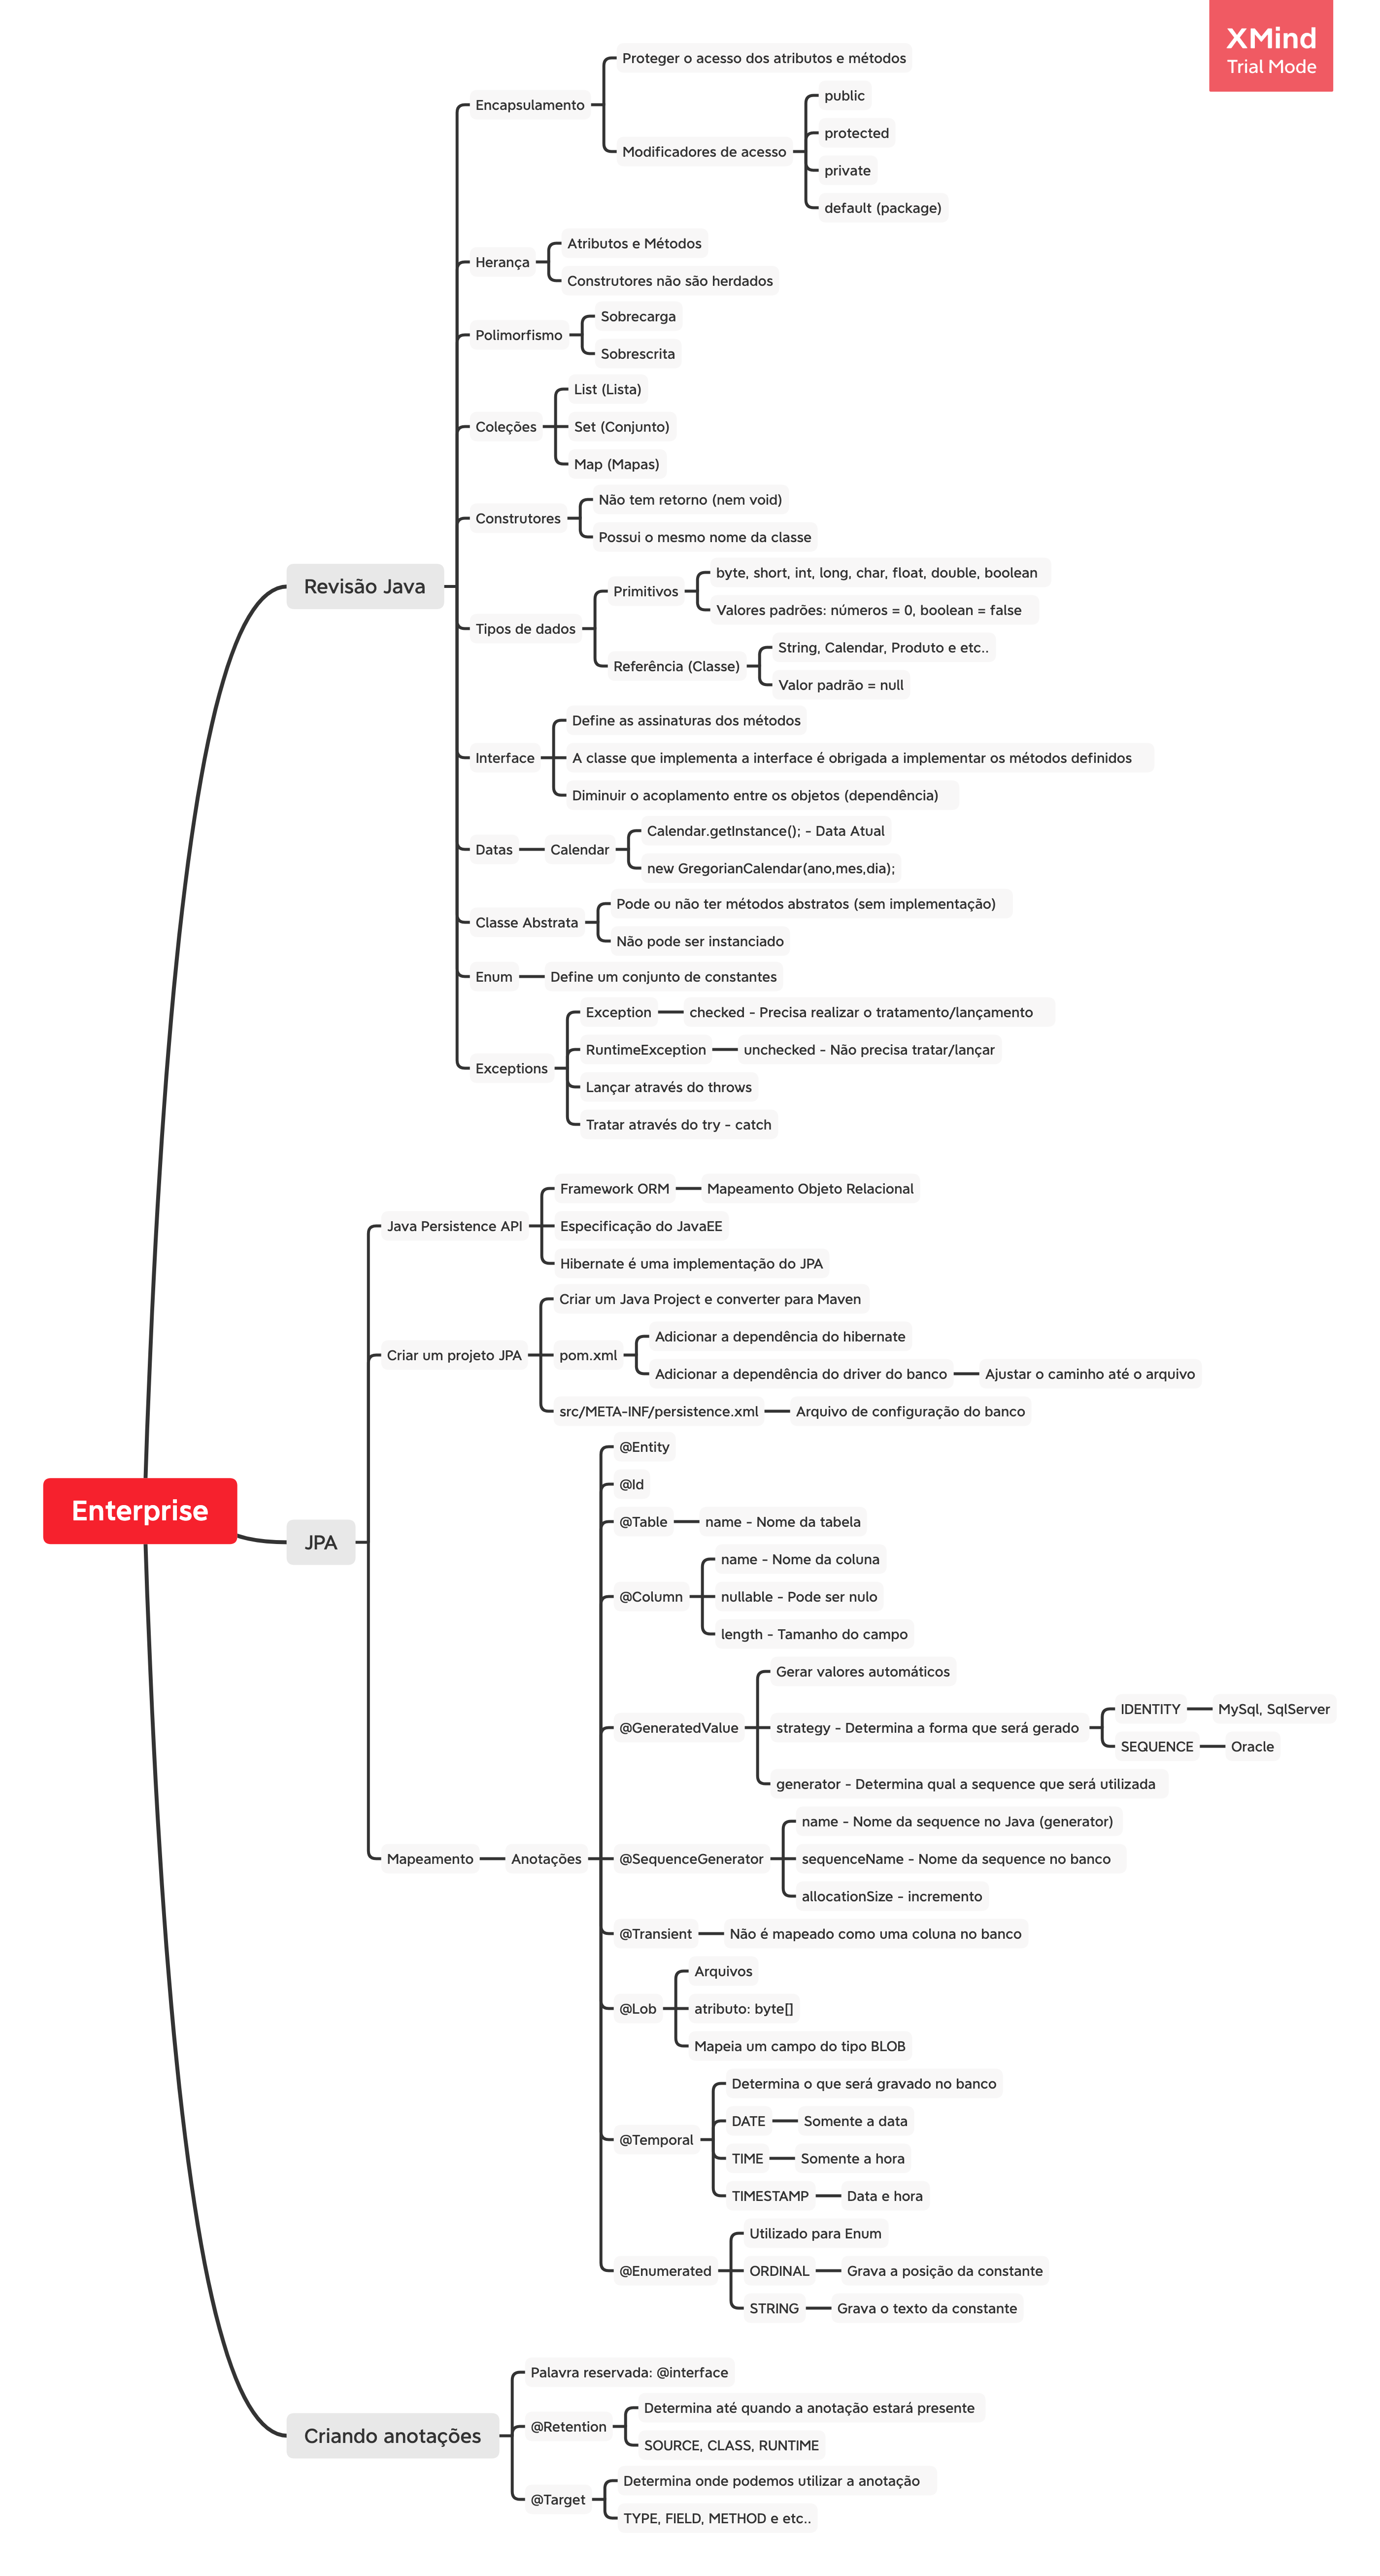 XMind
Trial Mode
Enterprise
Revisão Java
Encapsulamento
Proteger o acesso dos atributos e métodos
Modificadores de acesso
public
protected
private
default (package)
Herança
Atributos e Métodos
Construtores não são herdados
Polimorfismo
Sobrecarga
Sobrescrita
Coleções
List (Lista)
Set (Conjunto)
Map (Mapas)
Construtores
Não tem retorno (nem void)
Possui o mesmo nome da classe
Tipos de dados
Primitivos
byte, short, int, long, char, float, double, boolean
Valores padrões: números = 0, boolean = false
Referência (Classe)
String, Calendar, Produto e etc..
Valor padrão = null
Interface
Define as assinaturas dos métodos
A classe que implementa a interface é obrigada a implementar os métodos definidos
Diminuir o acoplamento entre os objetos (dependência)
Datas
Calendar
Calendar.getInstance(); - Data Atual
new GregorianCalendar(ano,mes,dia);
Classe Abstrata
Pode ou não ter métodos abstratos (sem implementação)
Não pode ser instanciado
Enum
Define um conjunto de constantes
Exceptions
Exception
checked - Precisa realizar o tratamento/lançamento
RuntimeException
unchecked - Não precisa tratar/lançar
Lançar através do throws
Tratar através do try - catch
JPA
Java Persistence API
Framework ORM
Mapeamento Objeto Relacional
Especificação do JavaEE
Hibernate é uma implementação do JPA
Criar um projeto JPA
Criar um Java Project e converter para Maven
pom.xml
Adicionar a dependência do hibernate
Adicionar a dependência do driver do banco
Ajustar o caminho até o arquivo
src/META-INF/persistence.xml
Arquivo de configuração do banco
Mapeamento
Anotações
@Entity
@Id
@Table
name - Nome da tabela
@Column
name - Nome da coluna
nullable - Pode ser nulo
length - Tamanho do campo
@GeneratedValue
Gerar valores automáticos
strategy - Determina a forma que será gerado
IDENTITY
MySql, SqlServer
SEQUENCE
Oracle
generator - Determina qual a sequence que será utilizada
@SequenceGenerator
name - Nome da sequence no Java (generator)
sequenceName - Nome da sequence no banco
allocationSize - incremento
@Transient
Não é mapeado como uma coluna no banco
@Lob
Arquivos
atributo: byte[]
Mapeia um campo do tipo BLOB
@Temporal
Determina o que será gravado no banco
DATE
Somente a data
TIME
Somente a hora
TIMESTAMP
Data e hora
@Enumerated
Utilizado para Enum
ORDINAL
Grava a posição da constante
STRING
Grava o texto da constante
Criando anotações
Palavra reservada: @interface
@Retention
Determina até quando a anotação estará presente
SOURCE, CLASS, RUNTIME
@Target
Determina onde podemos utilizar a anotação
TYPE, FIELD, METHOD e etc..